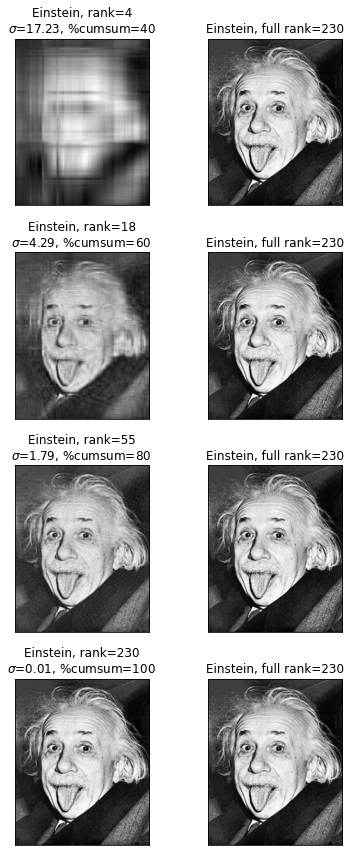 Einstein, rank=4
σ=17.23, %cumsum=40
Einstein, full rank=230
Einstein, rank=18
σ=4.29, %cumsum=60
Einstein, full rank=230
Einstein, rank=55
σ=1.79, %cumsum=80
Einstein, full rank=230
Einstein, rank=230
σ=0.01, %cumsum=100
Einstein, full rank=230